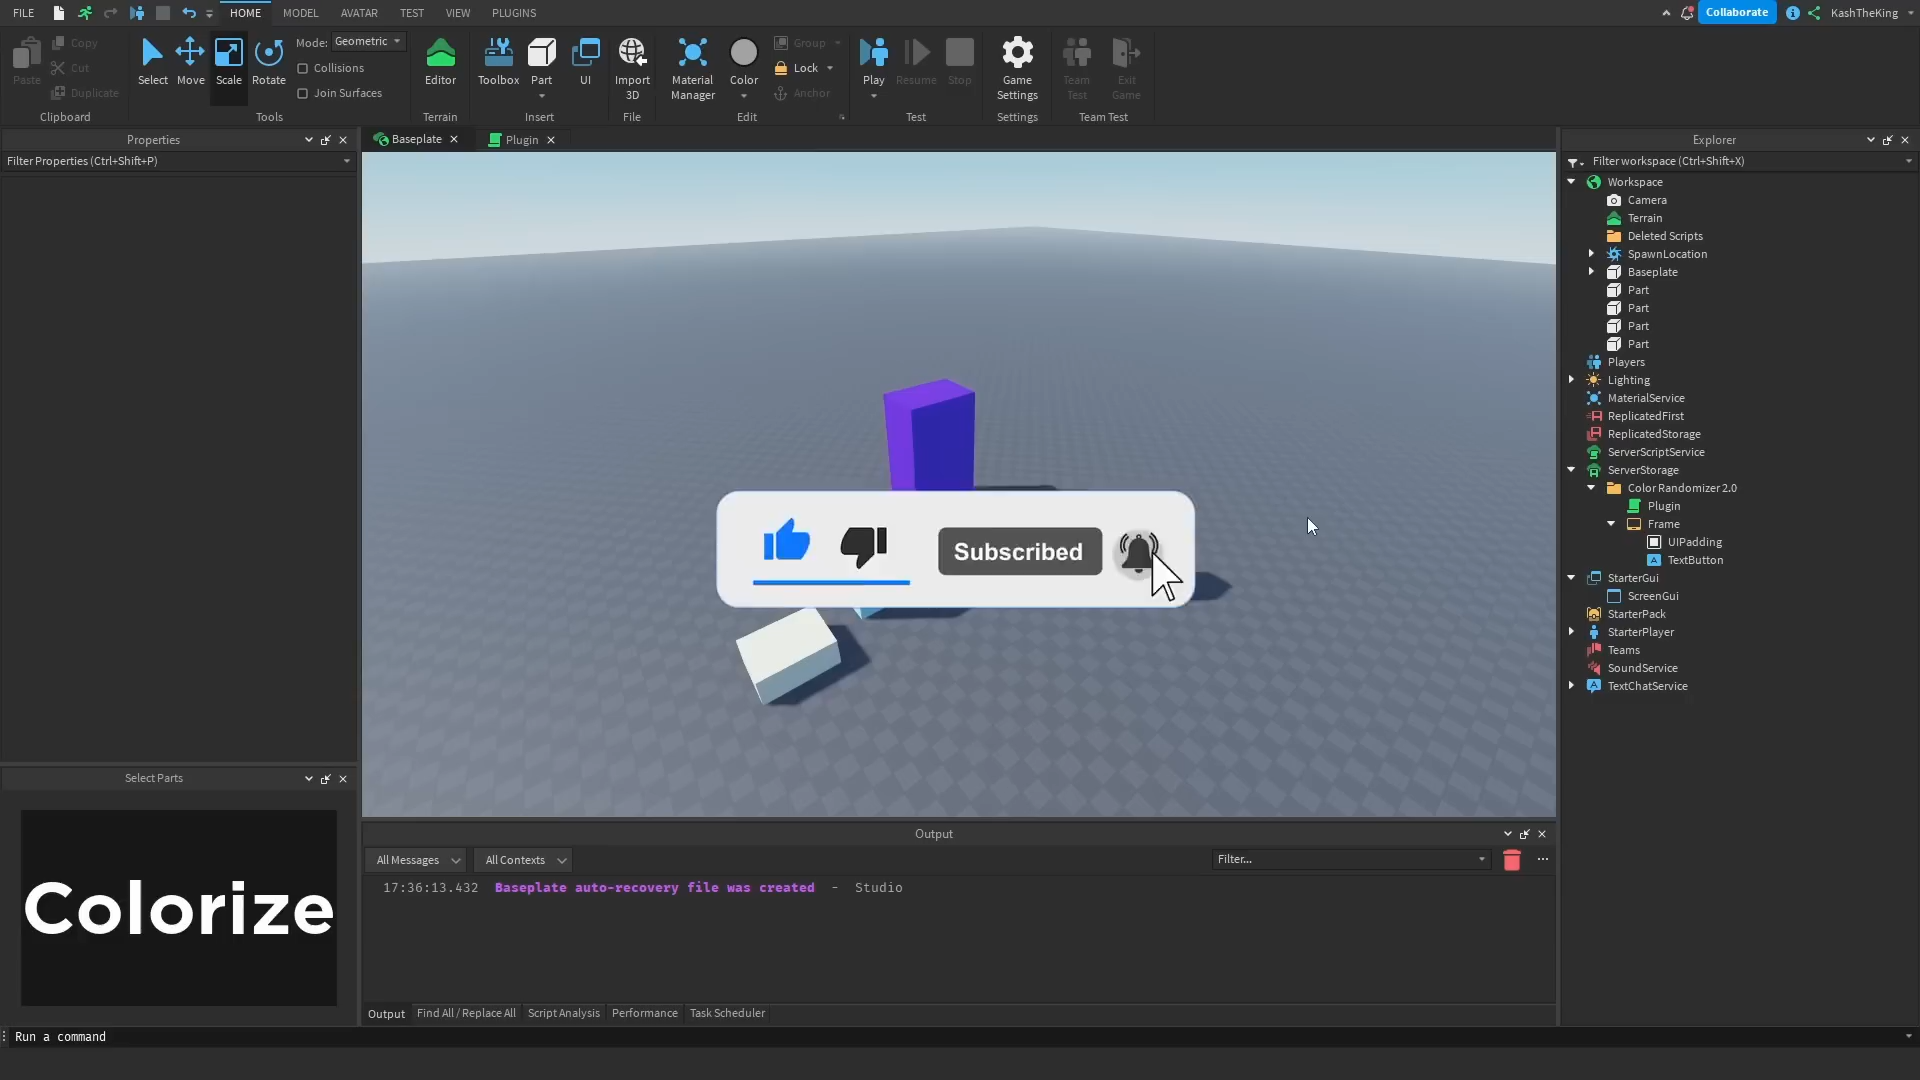 FILE HOME MODEL AVATAR TEST VIEW PLUGINS Collaborate KashTheKing
Paste Copy Cut Duplicate
Clipboard
Select Move Scale Rotate
Mode: Geometric
Collisions
Join Surfaces
Tools
Editor
Terrain
Toolbox Part UI
Insert
Import 3D
File
Material Manager Color Group Lock Anchor
Edit
Play Resume Stop
Test
Game Settings
Settings
Team Test Exit Game
Team Test
Properties
Filter Properties (Ctrl+Shift+P)
Baseplate Plugin
Subscribed
Explorer
Filter workspace (Ctrl+Shift+X)
Workspace
Camera
Terrain
Deleted Scripts
SpawnLocation
Baseplate
Part
Part
Part
Part
Players
Lighting
MaterialService
ReplicatedFirst
ReplicatedStorage
ServerScriptService
ServerStorage
Color Randomizer 2.0
Plugin
Frame
UIPadding
TextButton
StarterGui
ScreenGui
StarterPack
StarterPlayer
Teams
SoundService
TextChatService
Select Parts
Colorize
Output
All Messages All Contexts Filter...
17:36:13.432 Baseplate auto-recovery file was created - Studio
Output Find All / Replace All Script Analysis Performance Task Scheduler
Run a command